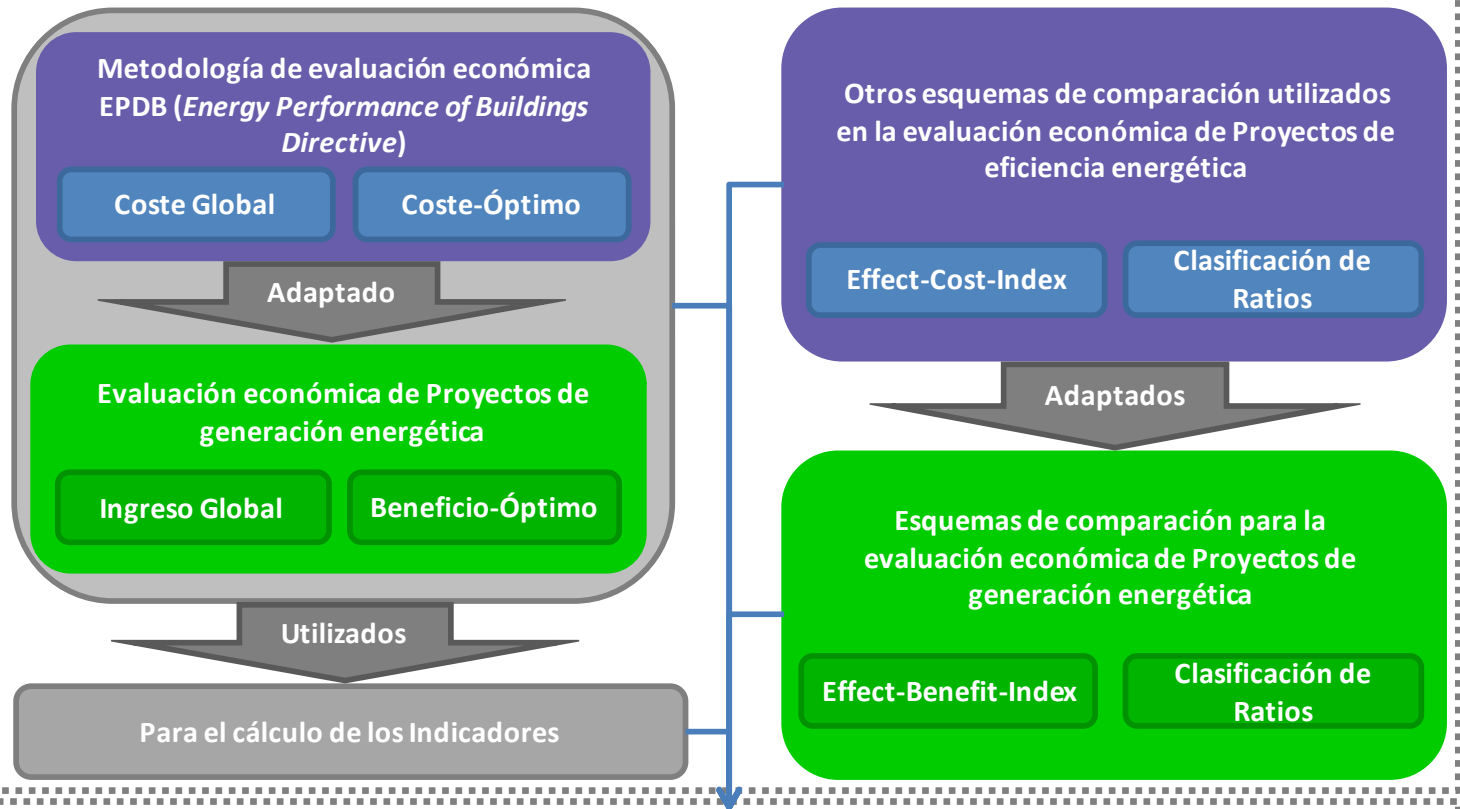 Metodología de evaluación económica
EPDB (Energy Performance of Buildings
Directive)
Coste Global
Coste-Óptimo
Adaptado
Evaluación económica de Proyectos de
generación energética
Ingreso Global
Beneficio-Óptimo
Utilizados
Para el cálculo de los Indicadores
Otros esquemas de comparación utilizados
en la evaluación económica de Proyectos de
eficiencia energética
Effect-Cost-Index
Clasificación de
Ratios
Adaptados
Esquemas de comparación para la
evaluación económica de Proyectos de
generación energética
Effect-Benefit-Index
Clasificación de
Ratios